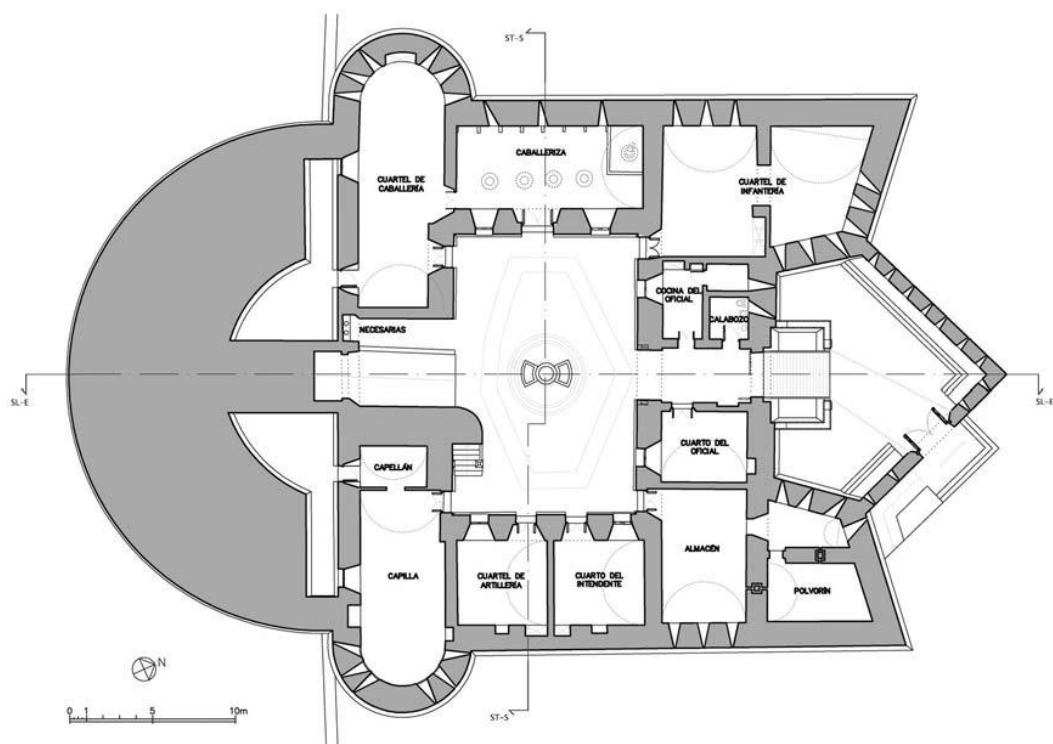 ST-S
CABALLERIZA
CUARTEL DE
CABALLERÍA
CUARTEL DE
INFANTERÍA
COCINA DEL
OFICIAL
CALABOZO
NECESARIAS
SL-E
SL-E
CUARTO DEL
OFICIAL
CAPELLÁN
ALMACÉN
CAPILLA
CUARTEL DE
ARTILLERÍA
CUARTO DEL
INTENDENTE
POLVORÍN
N
0 1 5 10m
ST-S